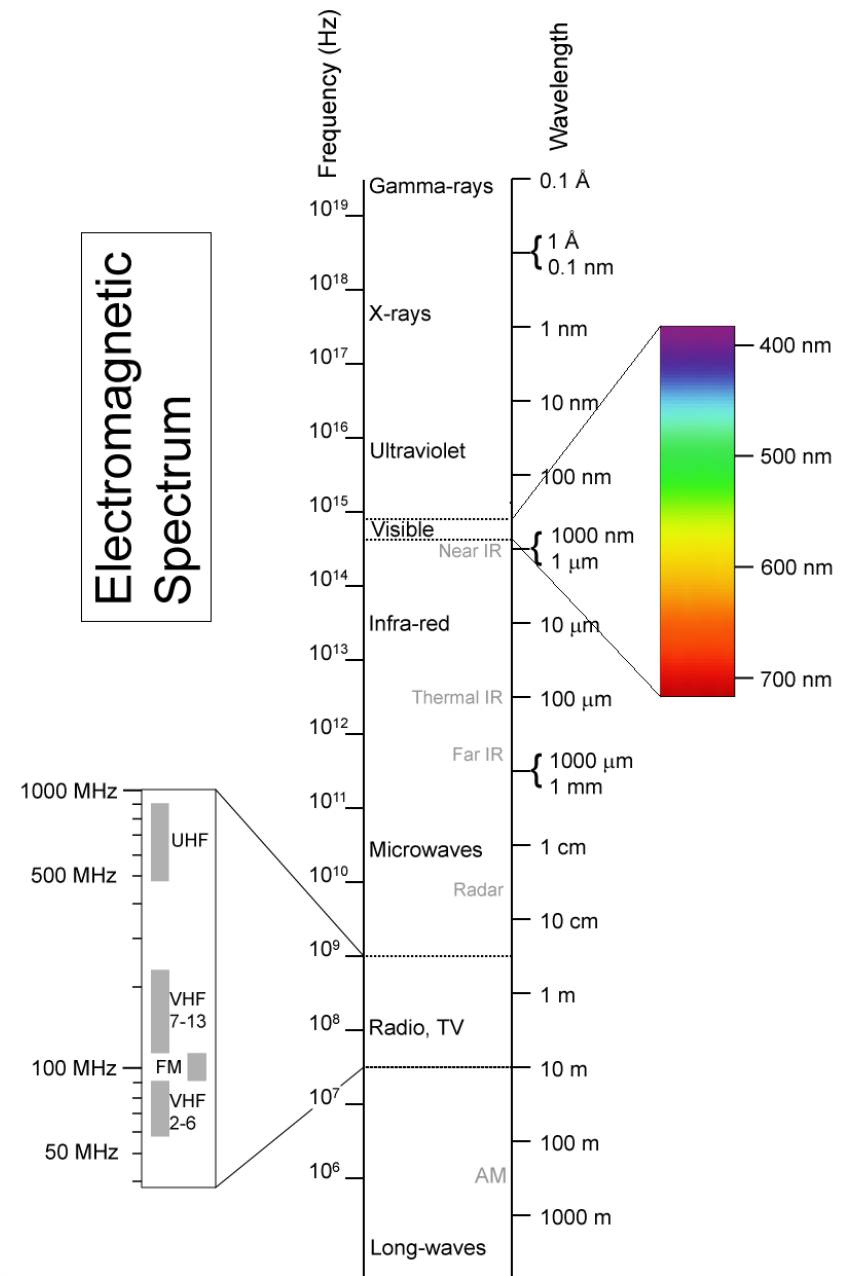 Electromagnetic
Spectrum
Frequency (Hz)
Wavelength
Gamma-rays
X-rays
Ultraviolet
Visible
Near IR
Infra-red
Thermal IR
Far IR
Microwaves
Radar
Radio, TV
AM
Long-waves
10¹⁹
10¹⁸
10¹⁷
10¹⁶
10¹⁵
10¹⁴
10¹³
10¹²
10¹¹
10¹⁰
10⁹
10⁸
10⁷
10⁶
0.1 Å
1 Å
0.1 nm
1 nm
10 nm
100 nm
1000 nm
1 μm
10 μm
100 μm
1000 μm
1 mm
1 cm
10 cm
1 m
10 m
100 m
1000 m
400 nm
500 nm
600 nm
700 nm
1000 MHz
500 MHz
100 MHz
50 MHz
UHF
VHF
7-13
FM
VHF
2-6